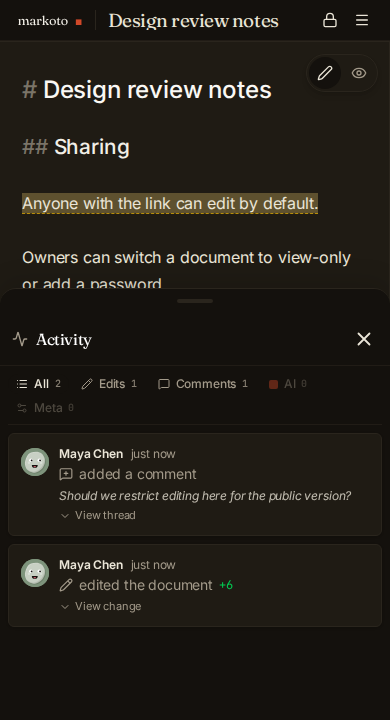 markoto
Design review notes
# Design review notes
## Sharing
Anyone with the link can edit by default.
Owners can switch a document to view-only
or add a password
Activity
All 2 Edits 1 Comments 1 AI 0
Meta 0
Maya Chen just now
added a comment
Should we restrict editing here for the public version?
View thread
Maya Chen just now
edited the document +6
View change